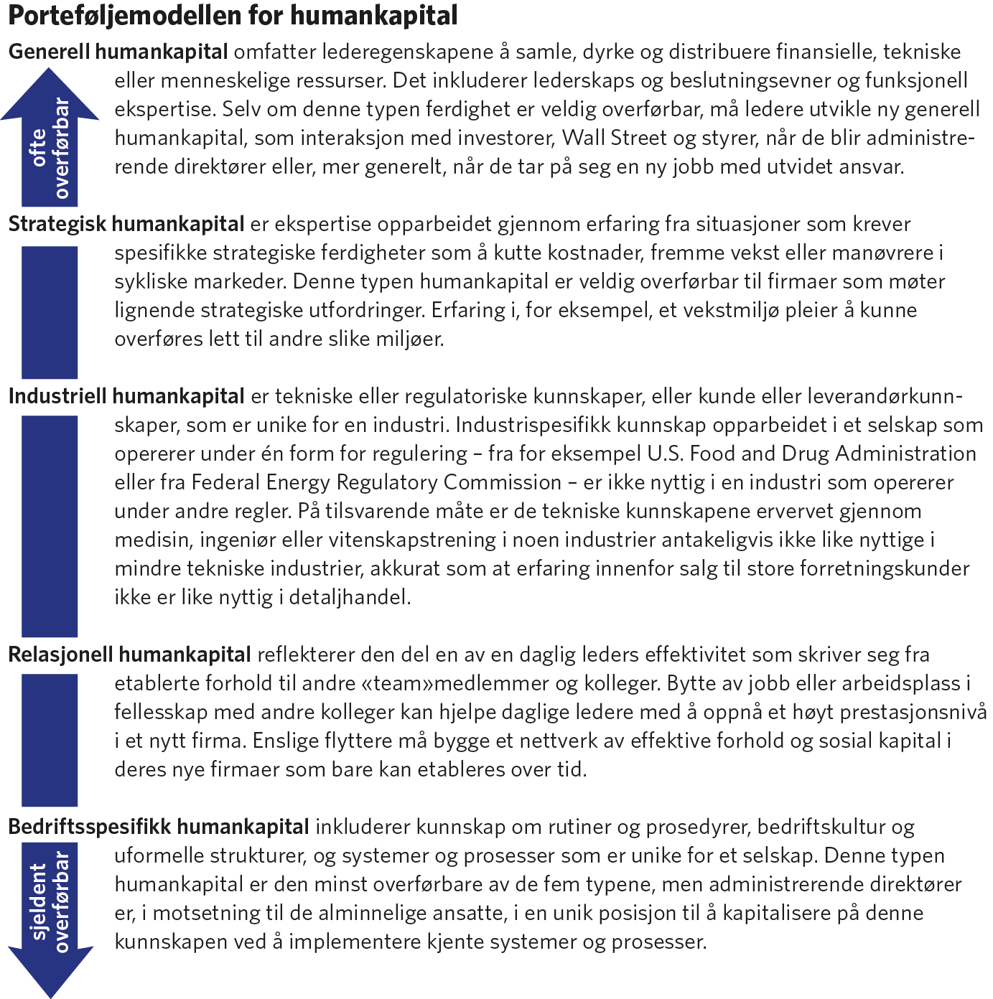 Porteføljemodellen for humankapital
Generell humankapital omfatter lederegenskapene å samle, dyrke og distribuere finansielle, tekniske
eller menneskelige ressurser. Det inkluderer lederskaps og beslutningsevner og funksjonell
ekspertise. Selv om denne typen ferdighet er veldig overførbar, må ledere utvikle ny generell
humankapital, som interaksjon med investorer, Wall Street og styrer, når de blir administre-
rende direktører eller, mer generelt, når de tar på seg en ny jobb med utvidet ansvar.
ofte
overførbar
Strategisk humankapital er ekspertise opparbeidet gjennom erfaring fra situasjoner som krever
spesifikke strategiske ferdigheter som å kutte kostnader, fremme vekst eller manøvrere i
sykliske markeder. Denne typen humankapital er veldig overførbar til firmaer som møter
lignende strategiske utfordringer. Erfaring i, for eksempel, et vekstmiljø pleier å kunne
overføres lett til andre slike miljøer.
Industriell humankapital er tekniske eller regulatoriske kunnskaper, eller kunde eller leverandørkunn-
skaper, som er unike for en industri. Industrispesifikk kunnskap opparbeidet i et selskap som
opererer under én form for regulering – fra for eksempel U.S. Food and Drug Administration
eller fra Federal Energy Regulatory Commission – er ikke nyttig i en industri som opererer
under andre regler. På tilsvarende måte er de tekniske kunnskapene ervervet gjennom
medisin, ingeniør eller vitenskapstrening i noen industrier antakeligvis ikke like nyttige i
mindre tekniske industrier, akkurat som at erfaring innenfor salg til store forretningskunder
ikke er like nyttig i detaljhandel.
Relasjonell humankapital reflekterer den del en av en daglig leders effektivitet som skriver seg fra
etablerte forhold til andre «team»medlemmer og kolleger. Bytte av jobb eller arbeidsplass i
fellesskap med andre kolleger kan hjelpe daglige ledere med å oppnå et høyt prestasjonsnivå
i et nytt firma. Enslige flyttere må bygge et nettverk av effektive forhold og sosial kapital i
deres nye firmaer som bare kan etableres over tid.
Bedriftsspesifikk humankapital inkluderer kunnskap om rutiner og prosedyrer, bedriftskultur og
uformelle strukturer, og systemer og prosesser som er unike for et selskap. Denne typen
humankapital er den minst overførbare av de fem typene, men administrerende direktører
er, i motsetning til de alminnelige ansatte, i en unik posisjon til å kapitalisere på denne
kunnskapen ved å implementere kjente systemer og prosesser.
sjeldent
overførbar